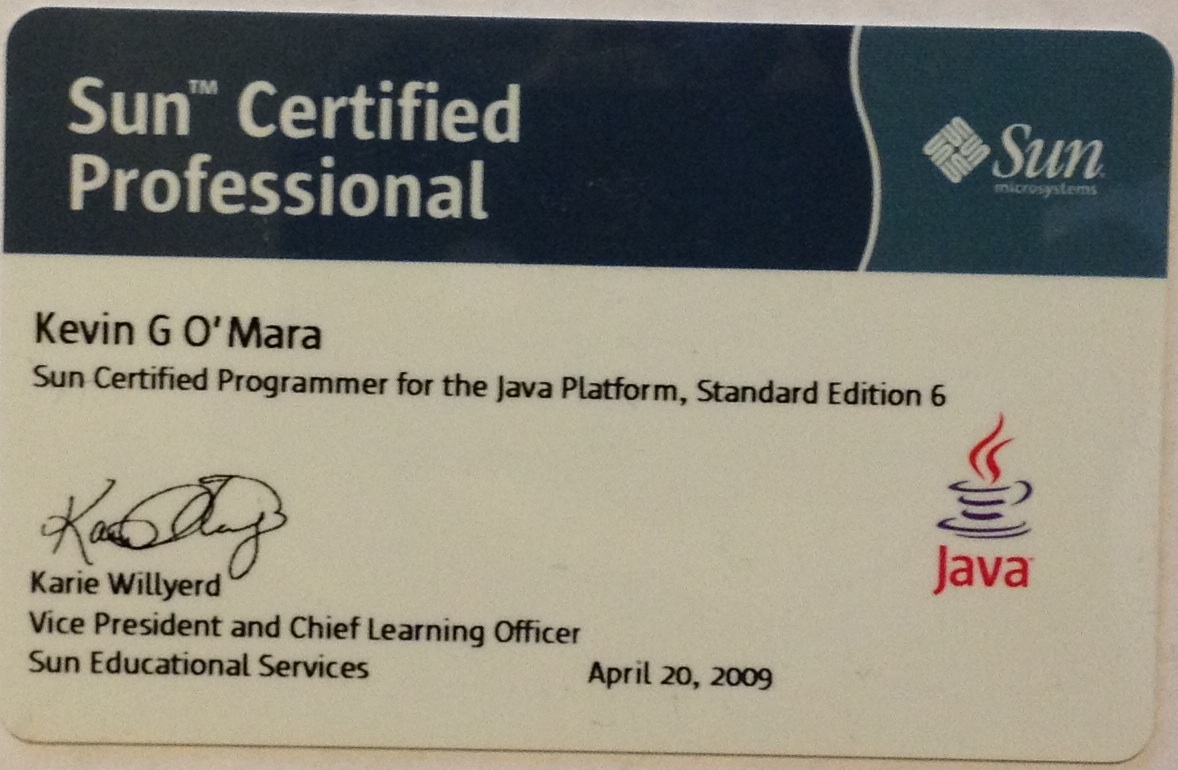 Sun™ Certified
Professional
Sun
microsystems
Kevin G O'Mara
Sun Certified Programmer for the Java Platform, Standard Edition 6
Java
Karie Willyerd
Vice President and Chief Learning Officer
Sun Educational Services April 20, 2009